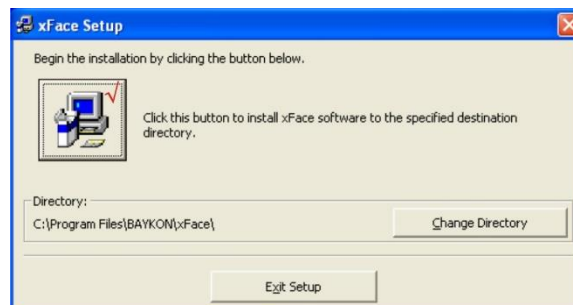 xFace Setup
Begin the installation by clicking the button below.
Click this button to install xFace software to the specified destination
directory.
Directory:
C:\Program Files\BAYKON\xFace\
Change Directory
Exit Setup